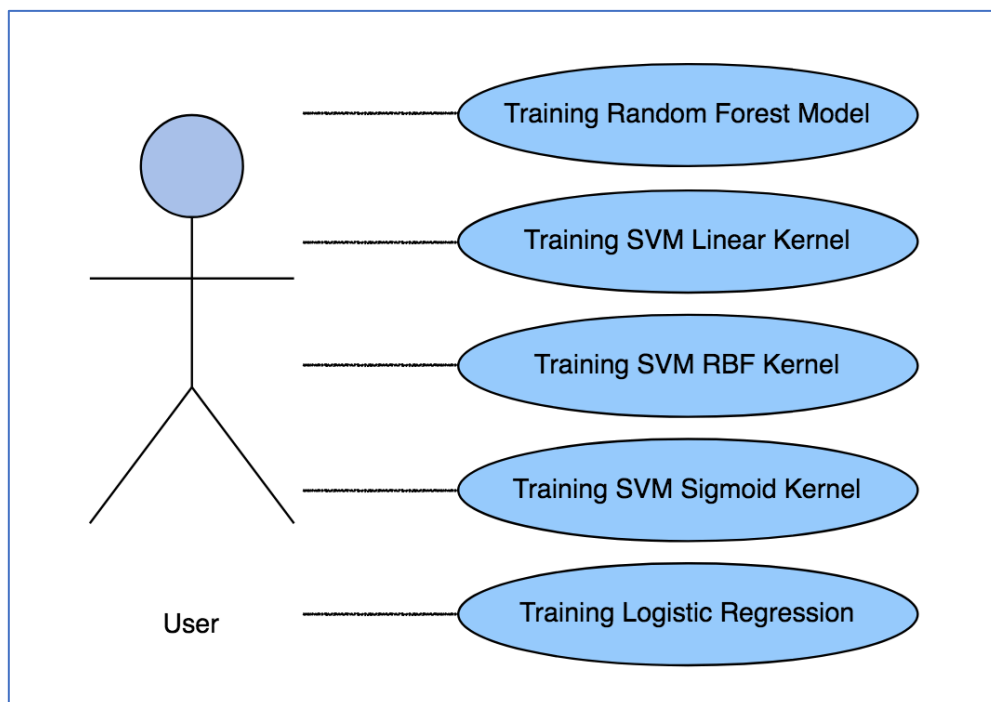 Training Random Forest Model
Training SVM Linear Kernel
Training SVM RBF Kernel
Training SVM Sigmoid Kernel
Training Logistic Regression
User